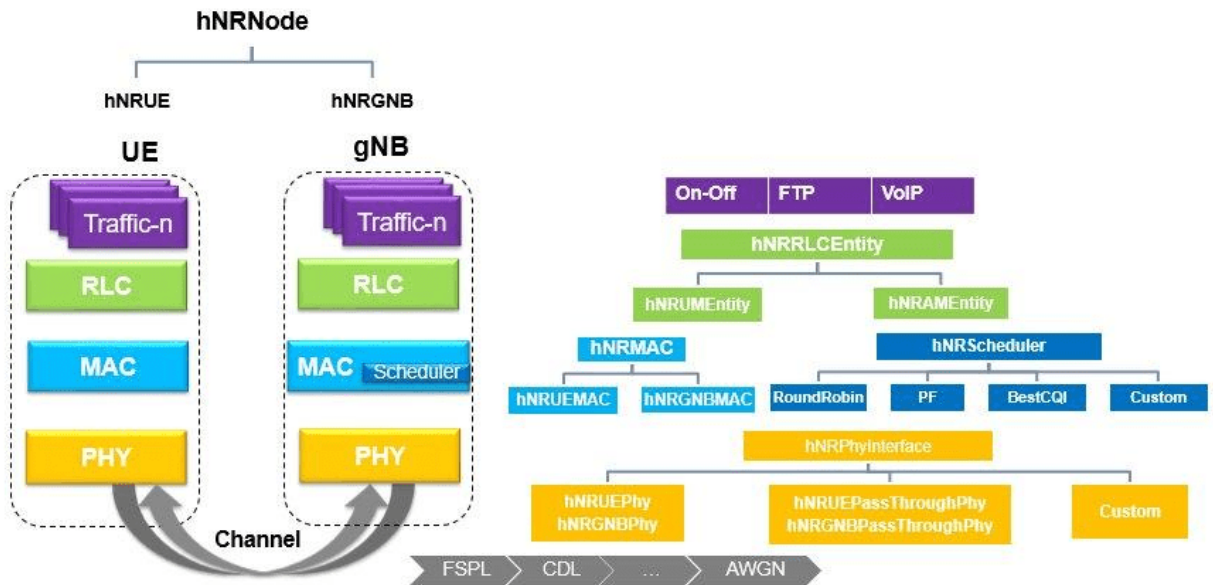 hNRNode
hNRUE
hNRGNB
UE
gNB
Traffic-n
RLC
MAC
PHY
Traffic-n
RLC
MAC
Scheduler
PHY
Channel
On-Off
FTP
VoIP
hNRRLCEntity
hNRUMEntity
hNRAMEntity
hNRMAC
hNRUEMAC
hNRGNBMAC
hNRScheduler
RoundRobin
PF
BestCQI
Custom
hNRPhyInterface
hNRUEPhy
hNRGNBPhy
hNRUEPassThroughPhy
hNRGNBPassThroughPhy
Custom
FSPL
CDL
...
AWGN